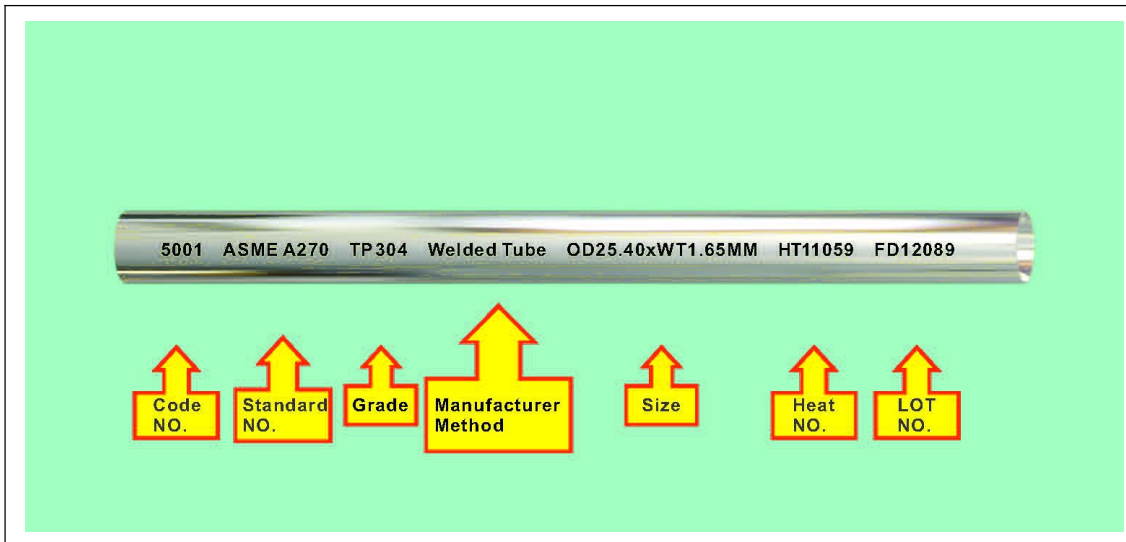 5001 ASME A270 TP304 Welded Tube OD25.40xWT1.65MM HT11059 FD12089
Code
NO.
Standard
NO.
Grade
Manufacturer
Method
Size
Heat
NO.
LOT
NO.